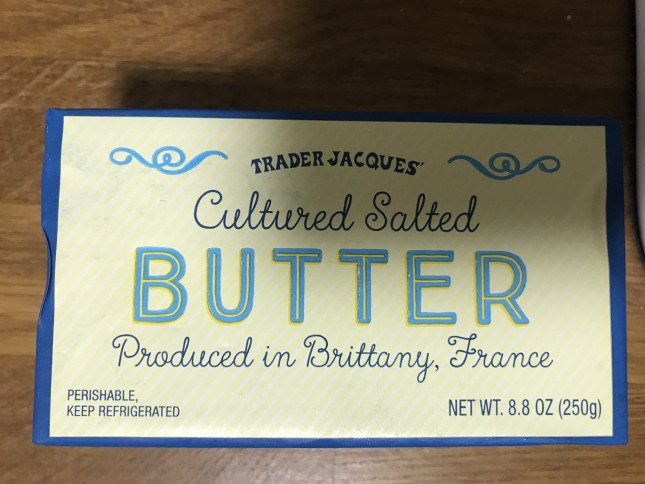 TRADER JACQUES'
Cultured Salted
BUTTER
Produced in Brittany, France
PERISHABLE,
KEEP REFRIGERATED
NET WT. 8.8 OZ (250g)